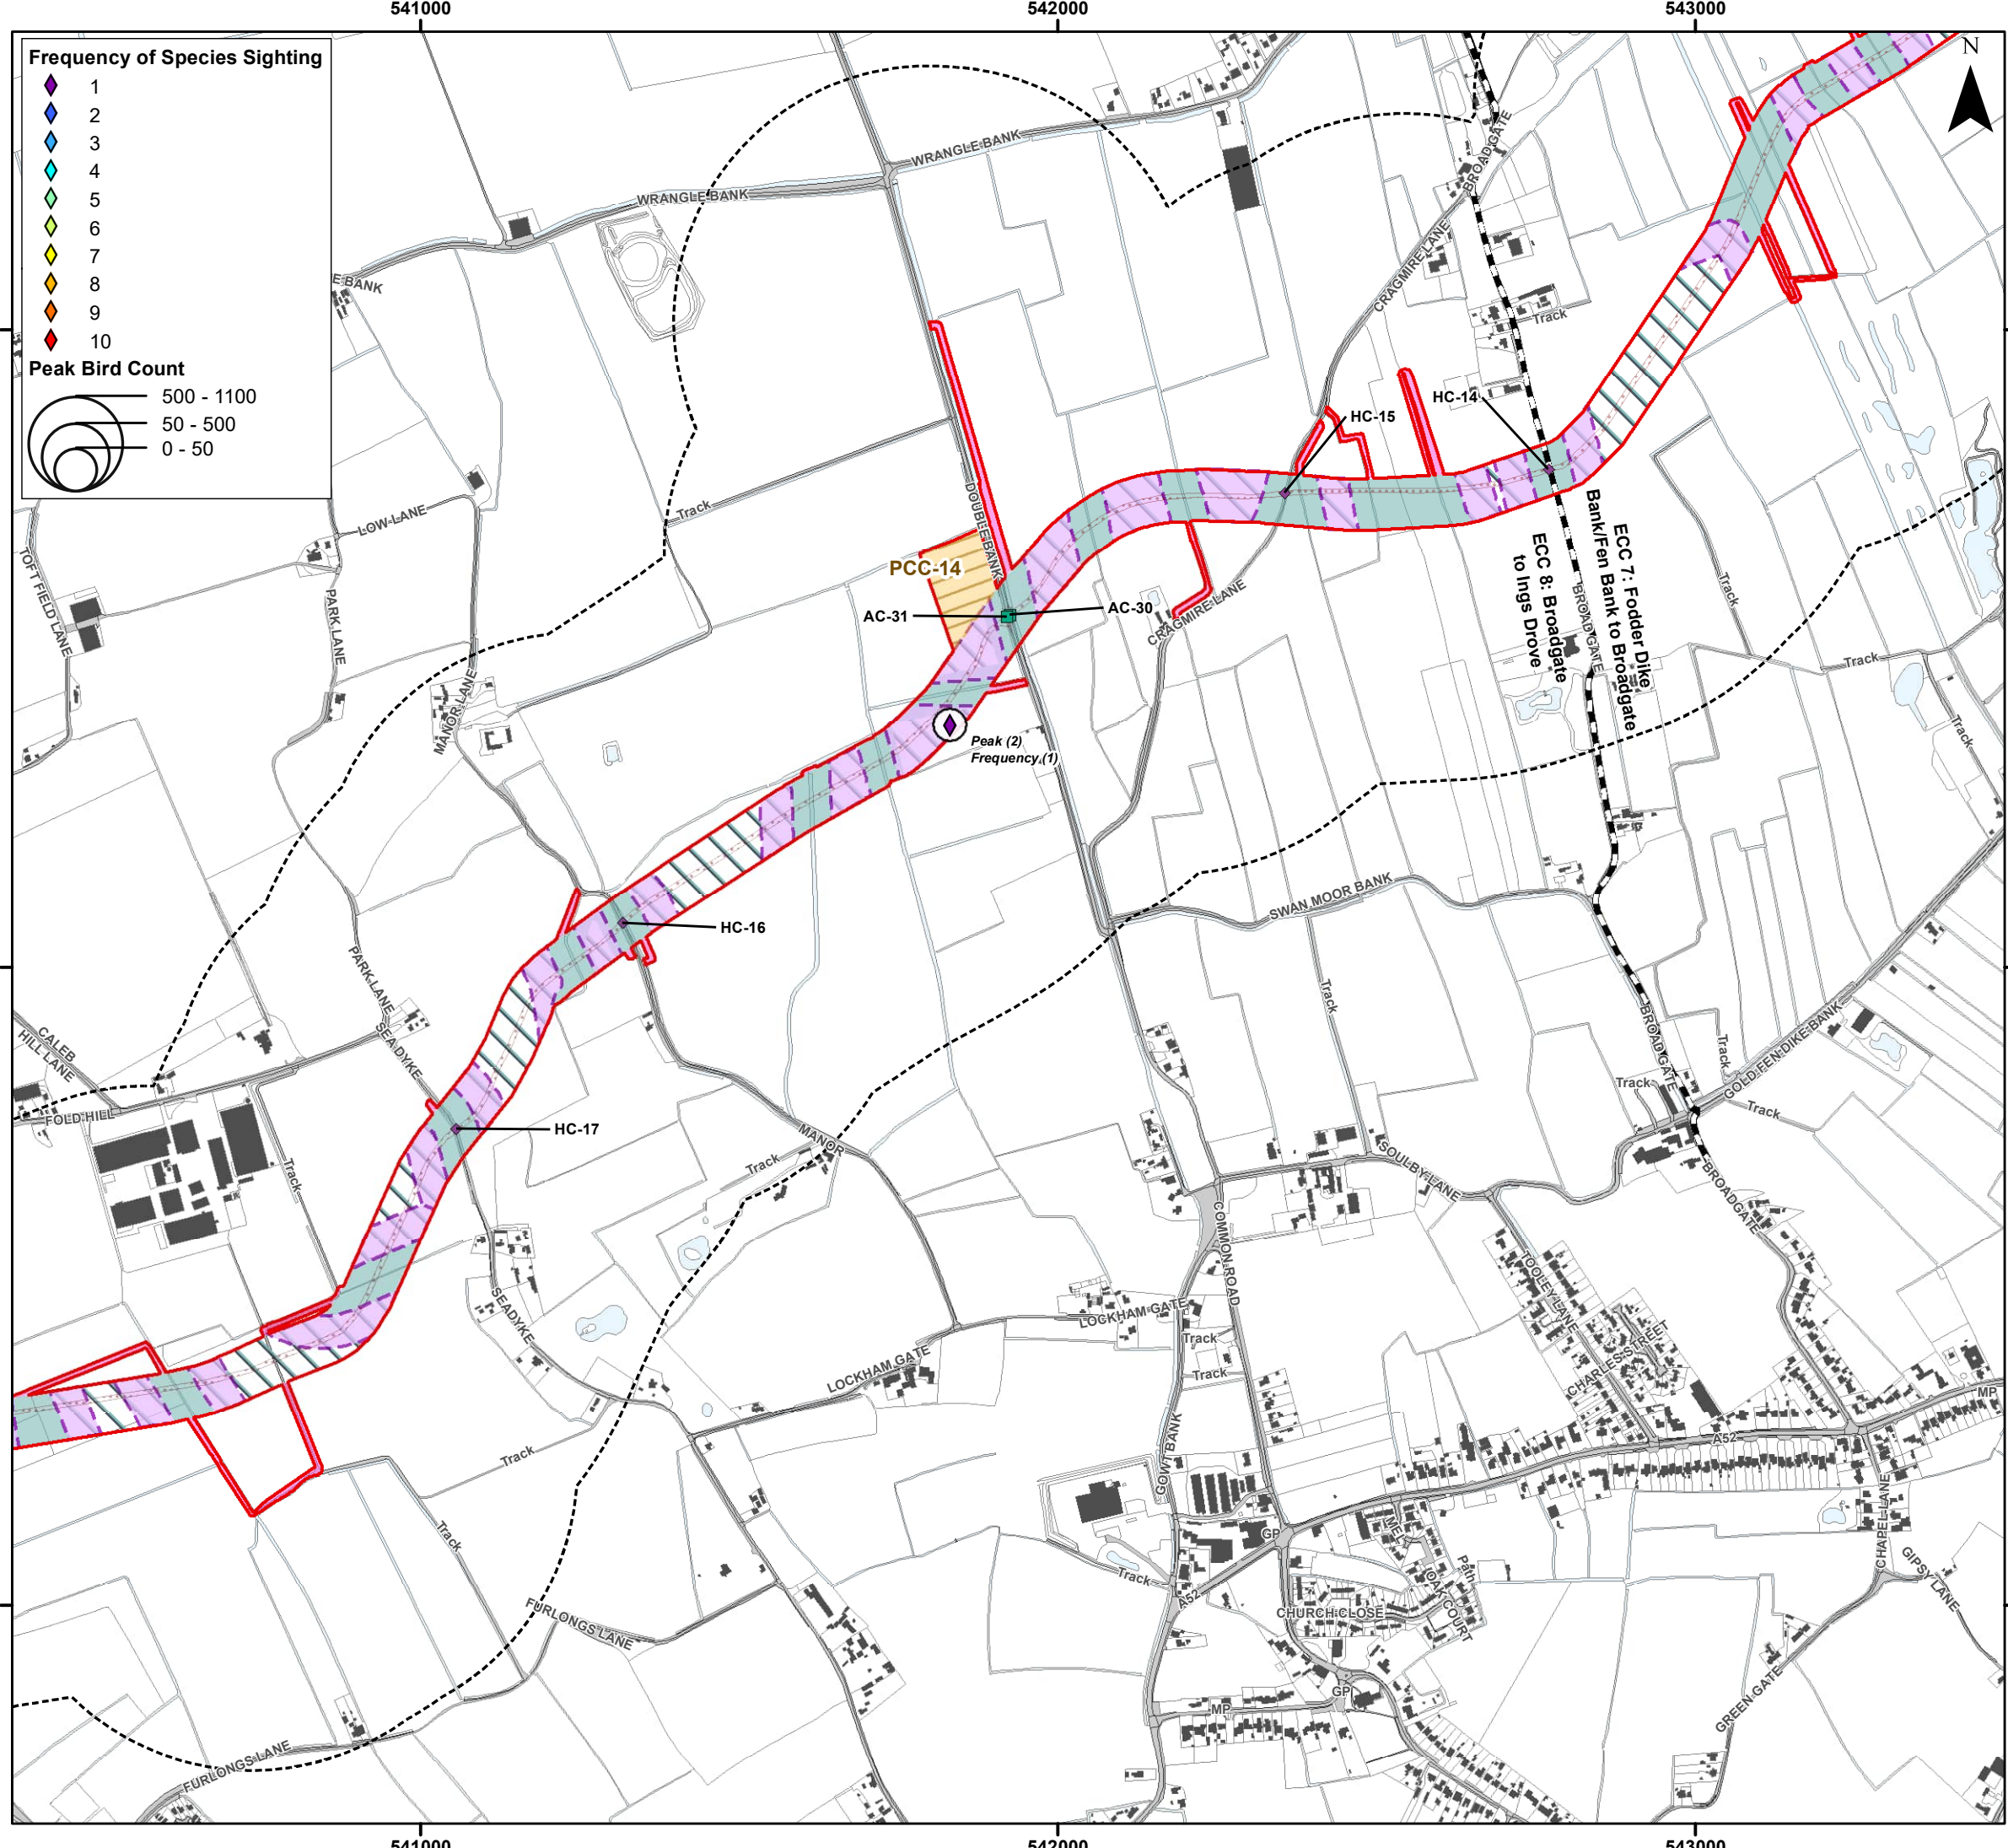 541000
542000
543000
N
Frequency of Species Sighting
1
2
3
4
5
6
7
8
9
10
Peak Bird Count
500 - 1100
50 - 500
0 - 50
WRANGLE BANK
WRANGLE BANK
E BANK
BROAD GATE
CRAGMIRE LANE
Track
HC-14
HC-15
DOUBLE BANK
Track
LOW LANE
TOFT FIELD LANE
PARK LANE
MANOR LANE
PCC-14
AC-31
AC-30
CRAGMIRE LANE
ECC 7: Fodder Dike
Bank/Fen Bank to Broadgate
ECC 8: Broadgate
to Ings Drove
BROADGATE
Track
Track
Track
Peak (2)
Frequency (1)
HC-16
SWAN MOOR BANK
PARK LANE
SEA DYKE
Track
BROAD GATE
Track
GOLD FEN DIKE BANK
Track
Track
CALEB
HILL LANE
FOLD HILL
Track
HC-17
MANOR
Track
SOULBY LANE
BROADGATE
COMMON ROAD
TOOLEY LANE
CHARLES STREET
SEADYKE
LOCKHAM GATE
LOCKHAM GATE
Track
Track
MP
A52
GOWT BANK
CHAPEL LANE
GIPSY LANE
Track
Track
GP
Path
OAK COURT
Track
A52
CHURCH CLOSE
FURLONGS LANE
GP
MP
GREEN GATE
FURLONGS LANE
541000
542000
543000